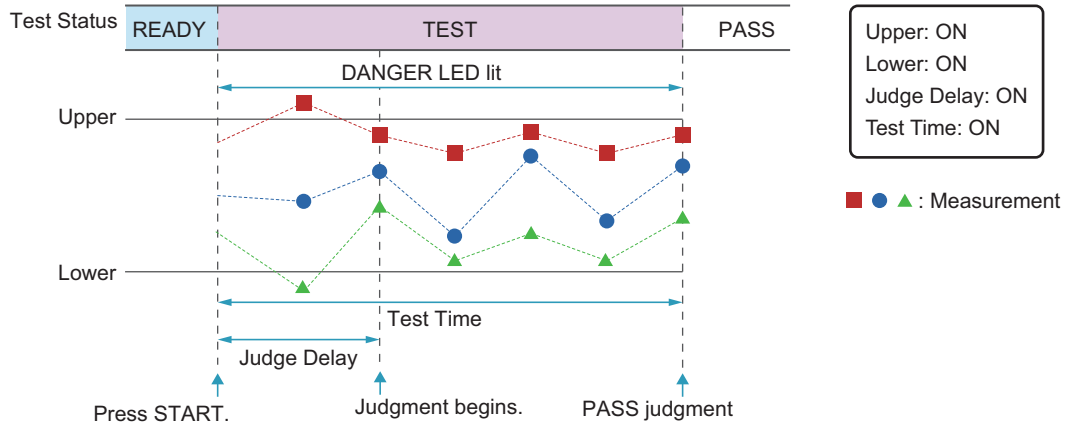 Test Status
READY
TEST
PASS
DANGER LED lit
Upper
Lower
Test Time
Judge Delay
Press START.
Judgment begins.
PASS judgment
Upper: ON
Lower: ON
Judge Delay: ON
Test Time: ON
: Measurement